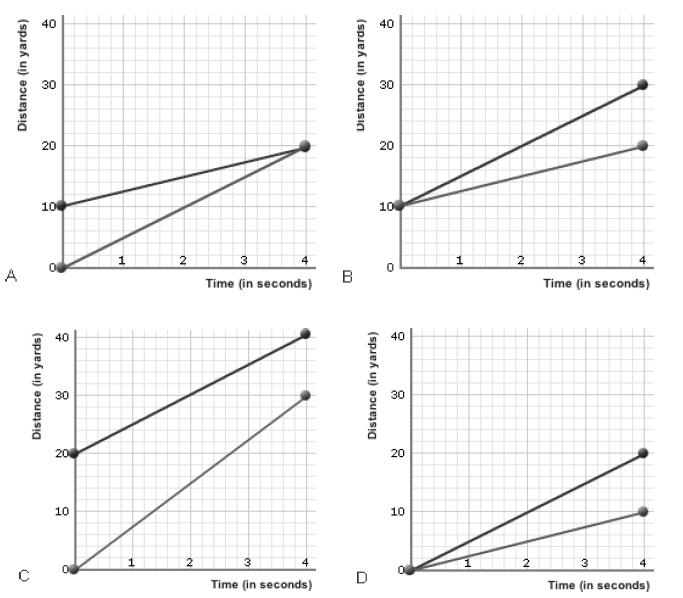 Distance (in yards)
40
30
20
10
0
1 2 3 4
Time (in seconds)
A
Distance (in yards)
40
30
20
10
0
1 2 3 4
Time (in seconds)
B
Distance (in yards)
40
30
20
10
0
1 2 3 4
Time (in seconds)
C
Distance (in yards)
40
30
20
10
0
1 2 3 4
Time (in seconds)
D